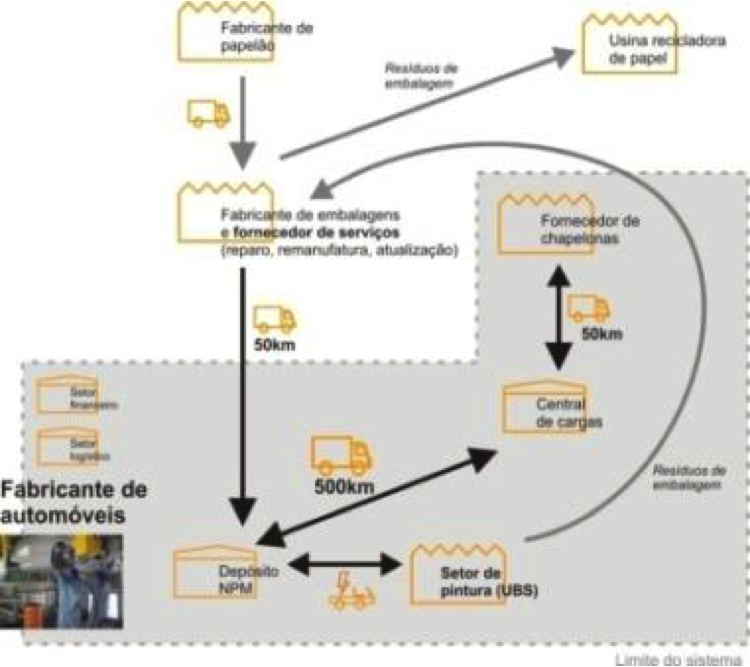 Fabricante de
papelão
Usina recicladora
de papel
Resíduos de
embalagem
Fabricante de embalagens
e fornecedor de serviços
(reparo, remanufatura, atualização)
Fornecedor de
chapelonas
50km
50km
Setor
financeiro
Setor
logístico
Central
de cargas
500km
Fabricante de
automóveis
Resíduos de
embalagem
Depósito
NPM
Setor de
pintura (UBS)
Limite do sistema